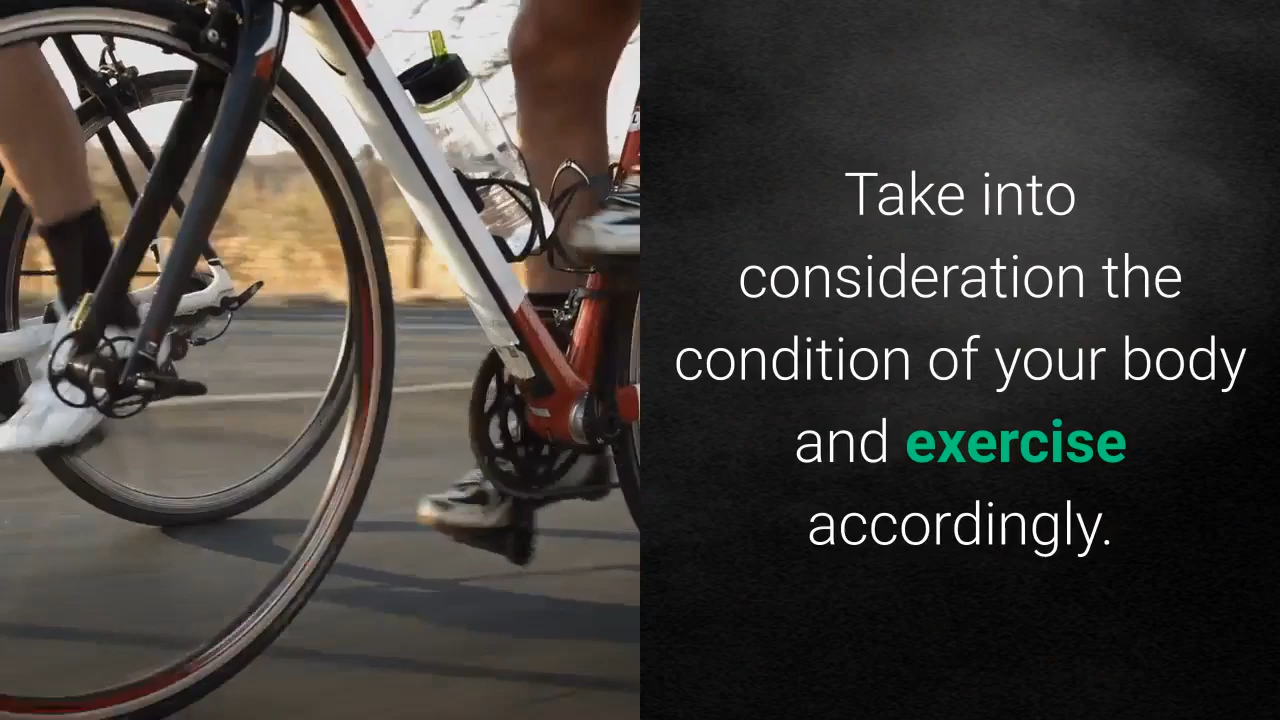 Take into
consideration the
condition of your body
and exercise
accordingly.